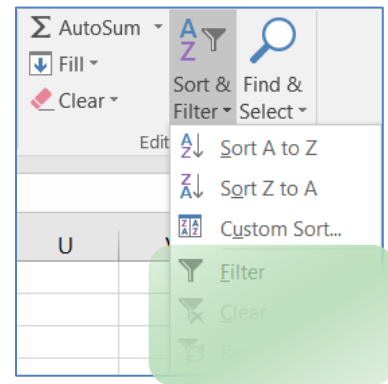 Σ AutoSum
Fill
Clear
Sort & Filter
Find & Select
Edit
Sort A to Z
Sort Z to A
Custom Sort...
U
Filter
Clear